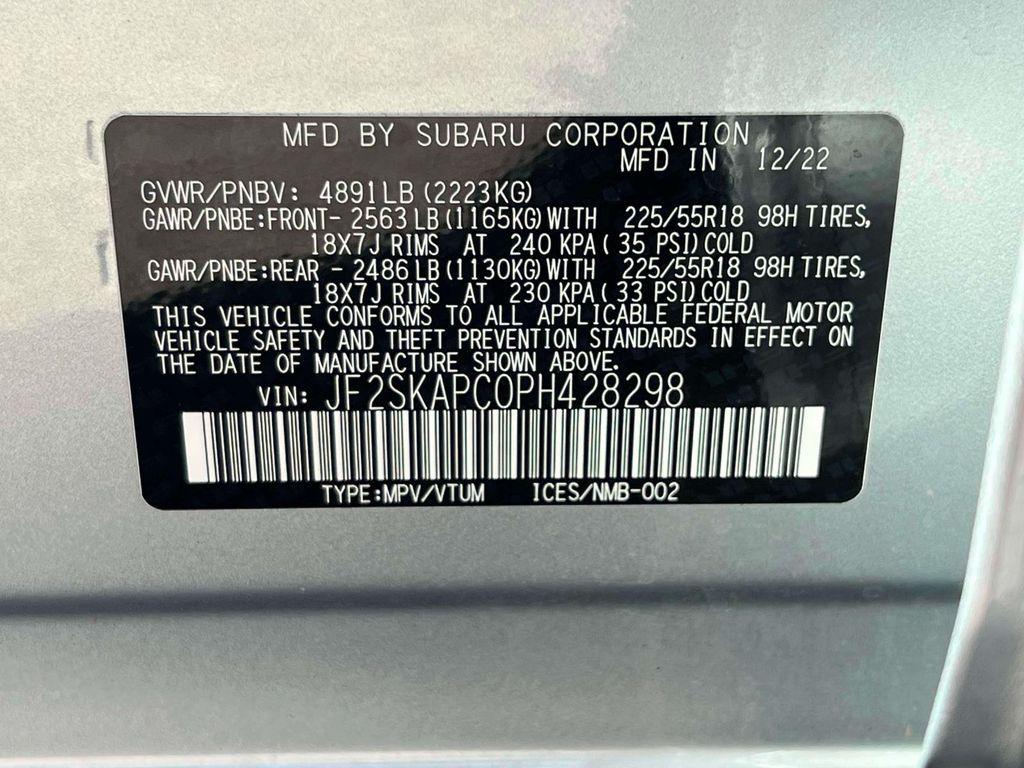 MFD BY SUBARU CORPORATION
MFD IN 12/22
GVWR/PNBV: 4891LB (2223KG)
GAWR/PNBE:FRONT- 2563 LB (1165KG) WITH 225/55R18 98H TIRES,
18X7J RIMS AT 240 KPA ( 35 PSI) COLD
GAWR/PNBE:REAR - 2486 LB (1130KG) WITH 225/55R18 98H TIRES,
18X7J RIMS AT 230 KPA ( 33 PSI) COLD
THIS VEHICLE CONFORMS TO ALL APPLICABLE FEDERAL MOTOR
VEHICLE SAFETY AND THEFT PREVENTION STANDARDS IN EFFECT ON
THE DATE OF MANUFACTURE SHOWN ABOVE.
VIN: JF2SKAPC0PH428298
TYPE:MPV/VTUM ICES/NMB-002